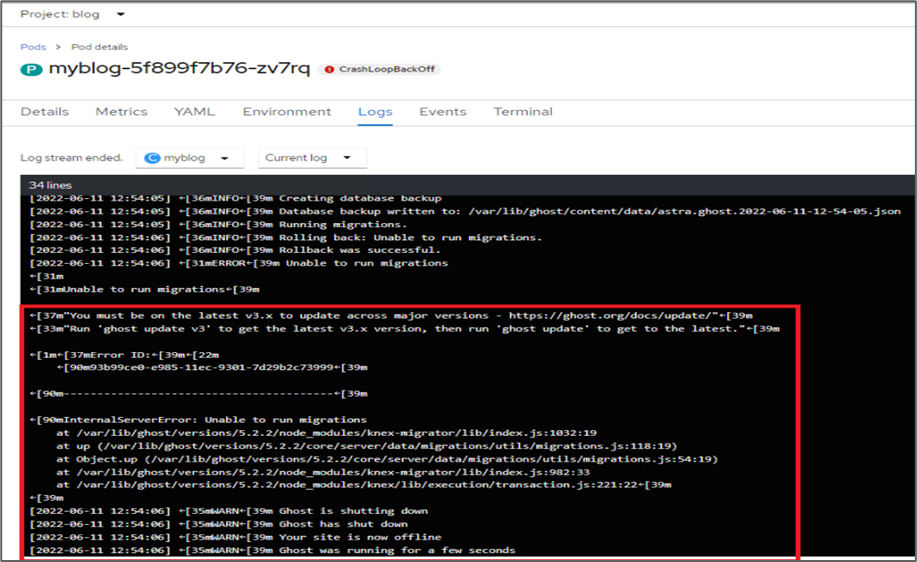 Project: blog
Pods > Pod details
P myblog-5f899f7b76-zv7rq CrashLoopBackOff
Details Metrics YAML Environment Logs Events Terminal
Log stream ended. C myblog Current log
34 lines
[2022-06-11 12:54:05] ←[36mINFO←[39m Creating database backup
[2022-06-11 12:54:05] ←[36mINFO←[39m Database backup written to: /var/lib/ghost/content/data/astra.ghost.2022-06-11-12-54-05.json
[2022-06-11 12:54:06] ←[36mINFO←[39m Running migrations.
[2022-06-11 12:54:06] ←[36mINFO←[39m Rolling back: Unable to run migrations.
[2022-06-11 12:54:06] ←[36mINFO←[39m Rollback was successful.
[2022-06-11 12:54:06] ←[31mERROR←[39m Unable to run migrations
←[31m
←[31mUnable to run migrations←[39m
←[37m"You must be on the latest v3.x to update across major versions - https://ghost.org/docs/update/"←[39m
←[33m"Run 'ghost update v3' to get the latest v3.x version, then run 'ghost update' to get to the latest."←[39m
←[1m←[37mError ID:←[39m←[22m
←[90m93b99ce0-e985-11ec-9301-7d29b2c73999←[39m
←[90m----------------------------------------←[39m
←[90mInternalServerError: Unable to run migrations
at /var/lib/ghost/versions/5.2.2/node_modules/knex-migrator/lib/index.js:1032:19
at up (/var/lib/ghost/versions/5.2.2/core/server/data/migrations/utils/migrations.js:118:19)
at Object.up (/var/lib/ghost/versions/5.2.2/core/server/data/migrations/utils/migrations.js:54:19)
at /var/lib/ghost/versions/5.2.2/node_modules/knex-migrator/lib/index.js:982:33
at /var/lib/ghost/versions/5.2.2/node_modules/knex/lib/execution/transaction.js:221:22←[39m
←[39m
[2022-06-11 12:54:06] ←[35mWARN←[39m Ghost is shutting down
[2022-06-11 12:54:06] ←[35mWARN←[39m Ghost has shut down
[2022-06-11 12:54:06] ←[35mWARN←[39m Your site is now offline
[2022-06-11 12:54:06] ←[35mWARN←[39m Ghost was running for a few seconds